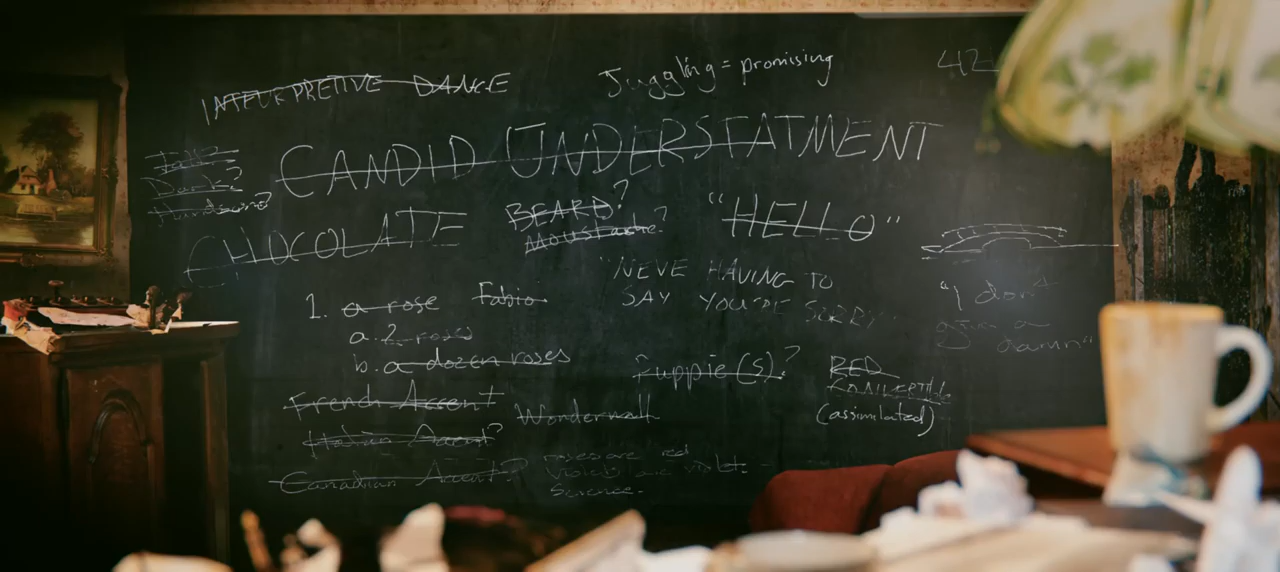 INTERPRETIVE DANCE
Juggling = promising
42
Tall?
Dark?
Handsome?
CANDID UNDERSTATMENT
CHOCOLATE
BEARD?
Moustache?
"HELLO"
"NEVE HAVING TO
SAY YOU'RE SORRY"
"I don't
give a
damn"
1. a rose Fabio
a. 2 roses
b. a dozen roses
Puppie(s)?
RED
CONVERTIBLE
(assimilated)
French Accent
Italian Accent?
Canadian Accent?
Wonderwall
roses are red
violets are violet
Science.